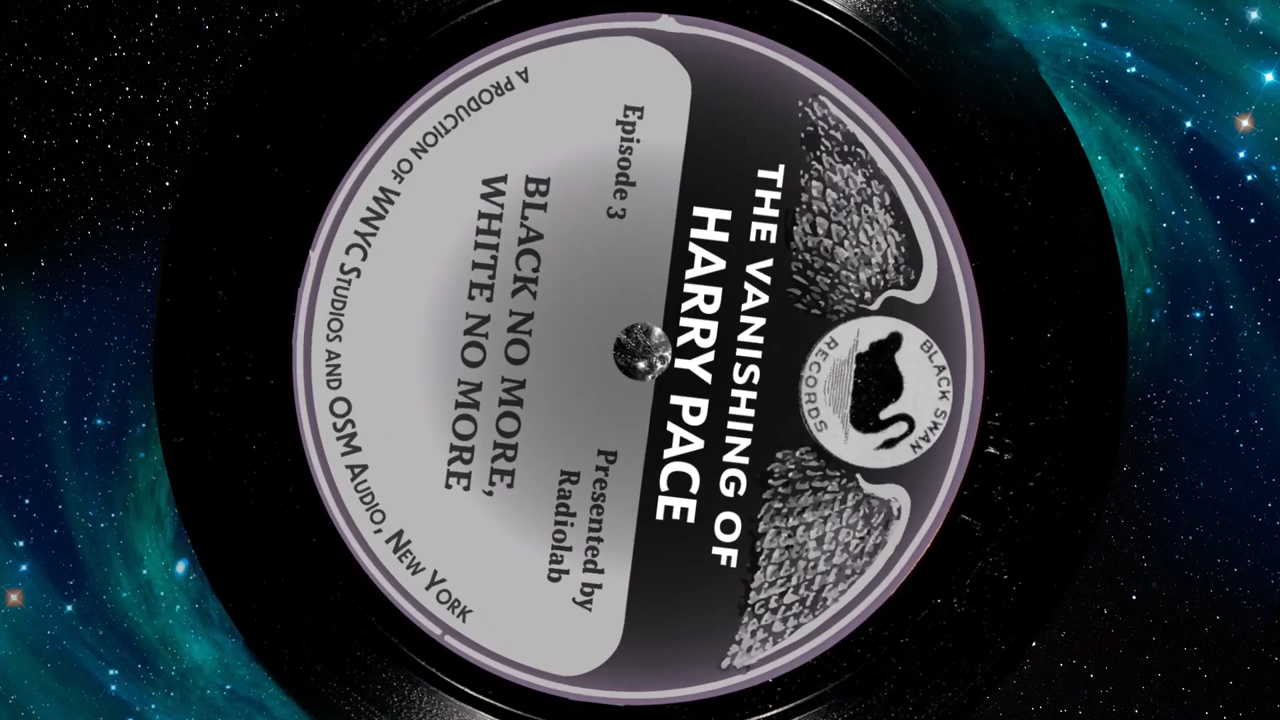 BLACK SWAN
RECORDS
THE VANISHING OF
HARRY PACE
Episode 3
Presented by
Radiolab
BLACK NO MORE,
WHITE NO MORE
A PRODUCTION OF WNYC STUDIOS AND OSM AUDIO, NEW YORK